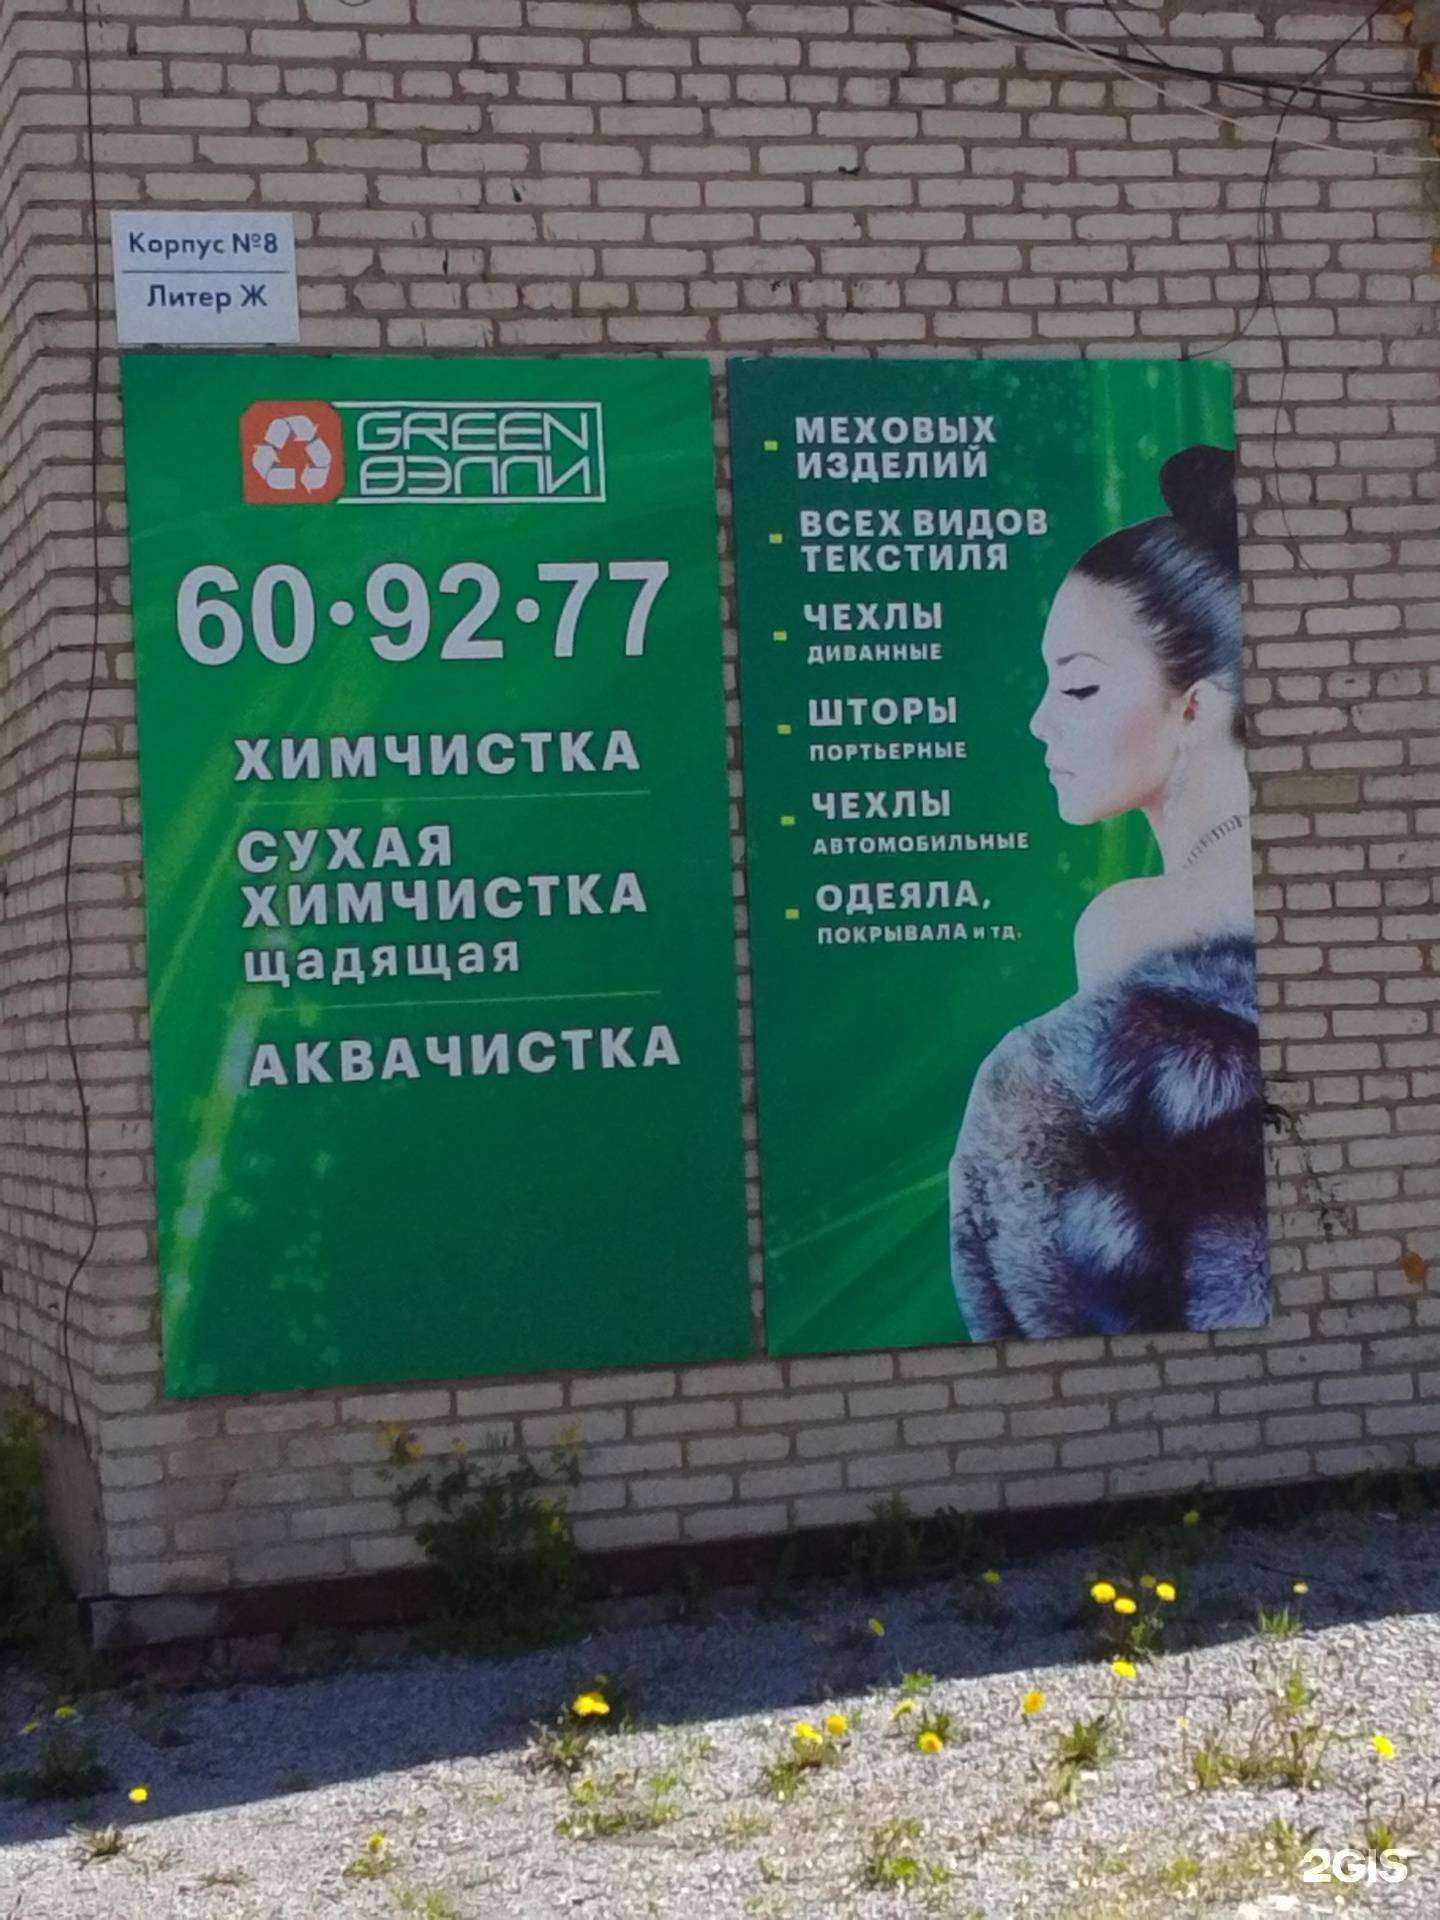 Корпус №8
Литер Ж
GREEN
ВЭЛЛИ
60·92·77
ХИМЧИСТКА
СУХАЯ
ХИМЧИСТКА
щадящая
АКВАЧИСТКА
МЕХОВЫХ
ИЗДЕЛИЙ
ВСЕХ ВИДОВ
ТЕКСТИЛЯ
ЧЕХЛЫ
ДИВАННЫЕ
ШТОРЫ
ПОРТЬЕРНЫЕ
ЧЕХЛЫ
АВТОМОБИЛЬНЫЕ
ОДЕЯЛА,
ПОКРЫВАЛА и тд.
2GIS